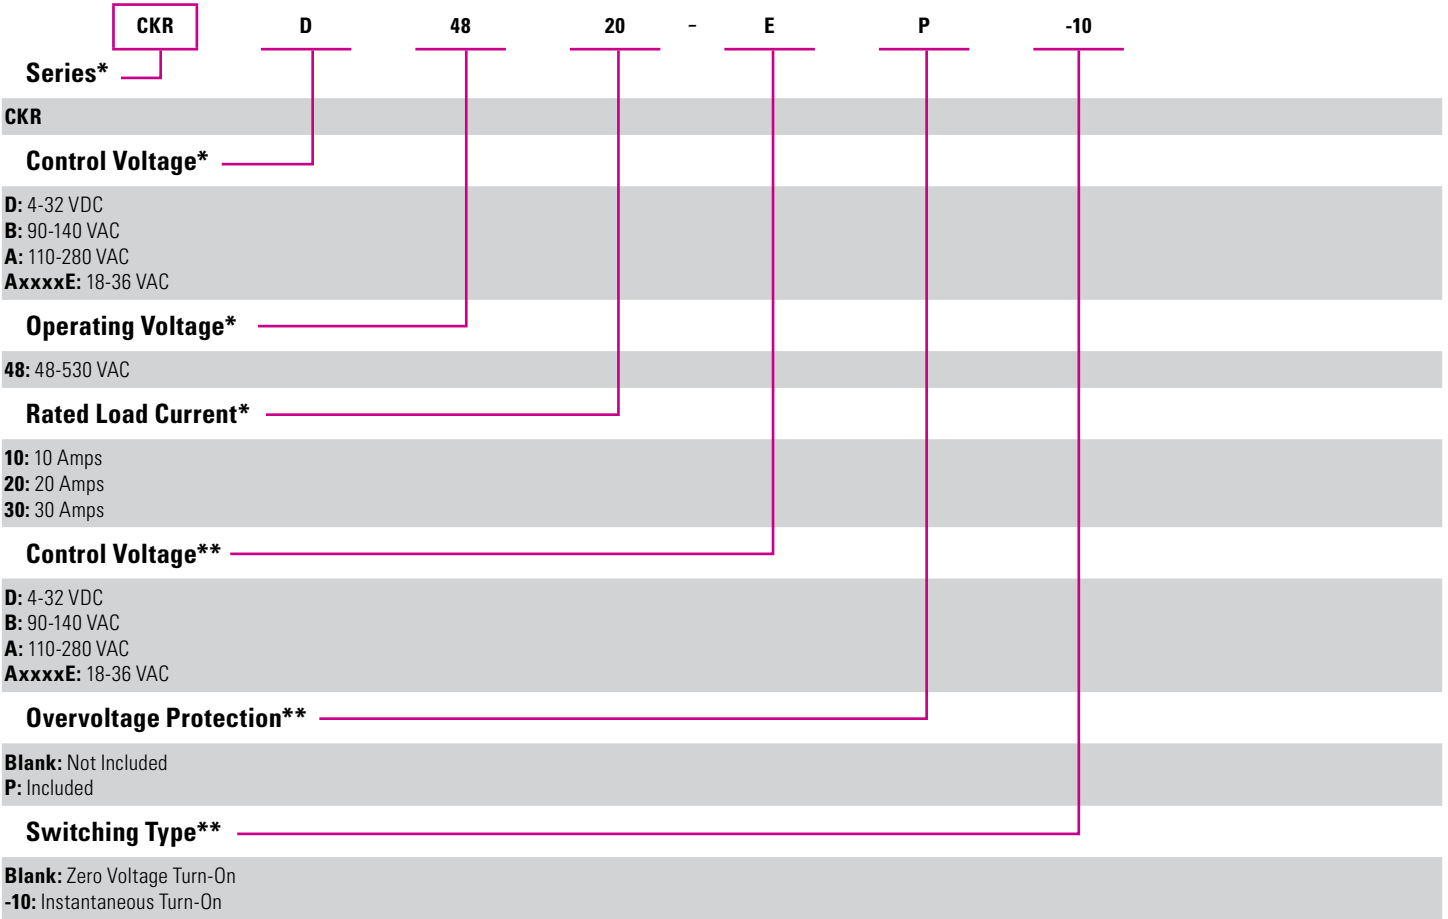 CKR D 48 20 – E P -10
Series*
CKR
Control Voltage*
D: 4-32 VDC
B: 90-140 VAC
A: 110-280 VAC
AxxxxE: 18-36 VAC
Operating Voltage*
48: 48-530 VAC
Rated Load Current*
10: 10 Amps
20: 20 Amps
30: 30 Amps
Control Voltage**
D: 4-32 VDC
B: 90-140 VAC
A: 110-280 VAC
AxxxxE: 18-36 VAC
Overvoltage Protection**
Blank: Not Included
P: Included
Switching Type**
Blank: Zero Voltage Turn-On
-10: Instantaneous Turn-On